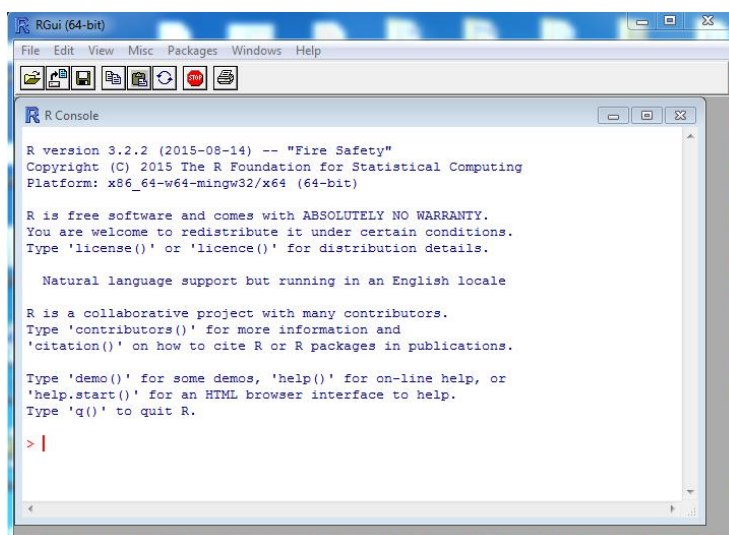 RGui (64-bit)
File Edit View Misc Packages Windows Help
STOP
R Console
R version 3.2.2 (2015-08-14) -- "Fire Safety"
Copyright (C) 2015 The R Foundation for Statistical Computing
Platform: x86_64-w64-mingw32/x64 (64-bit)
R is free software and comes with ABSOLUTELY NO WARRANTY.
You are welcome to redistribute it under certain conditions.
Type 'license()' or 'licence()' for distribution details.
Natural language support but running in an English locale
R is a collaborative project with many contributors.
Type 'contributors()' for more information and
'citation()' on how to cite R or R packages in publications.
Type 'demo()' for some demos, 'help()' for on-line help, or
'help.start()' for an HTML browser interface to help.
Type 'q()' to quit R.
>